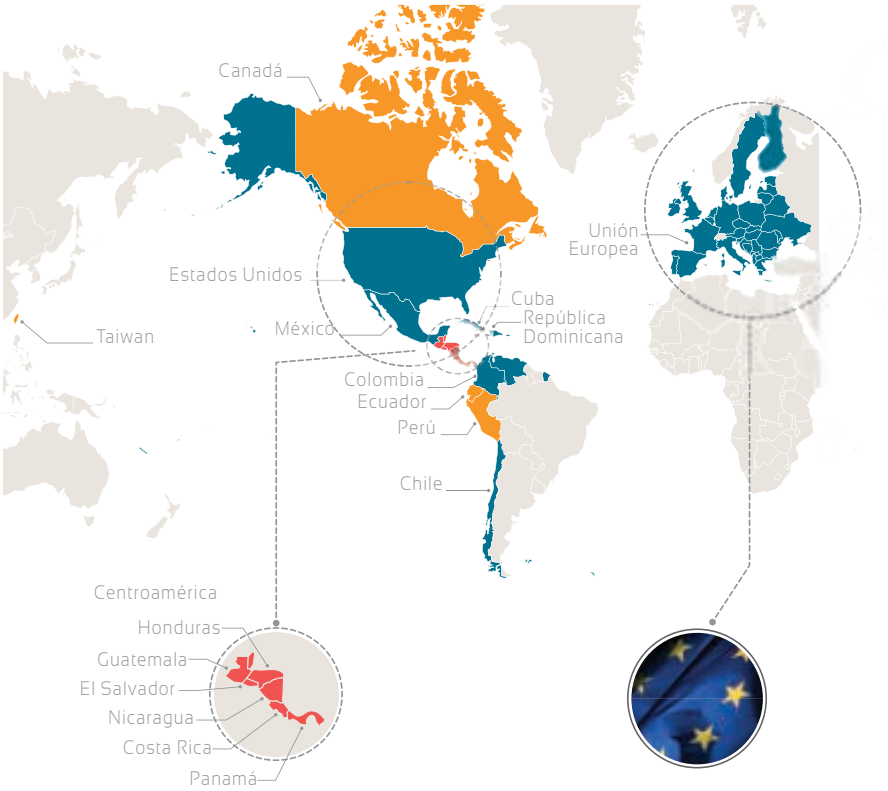 Canadá
Unión
Europea
Estados Unidos
Cuba
República
Dominicana
México
Taiwan
Colombia
Ecuador
Perú
Chile
Centroamérica
Honduras
Guatemala
El Salvador
Nicaragua
Costa Rica
Panamá